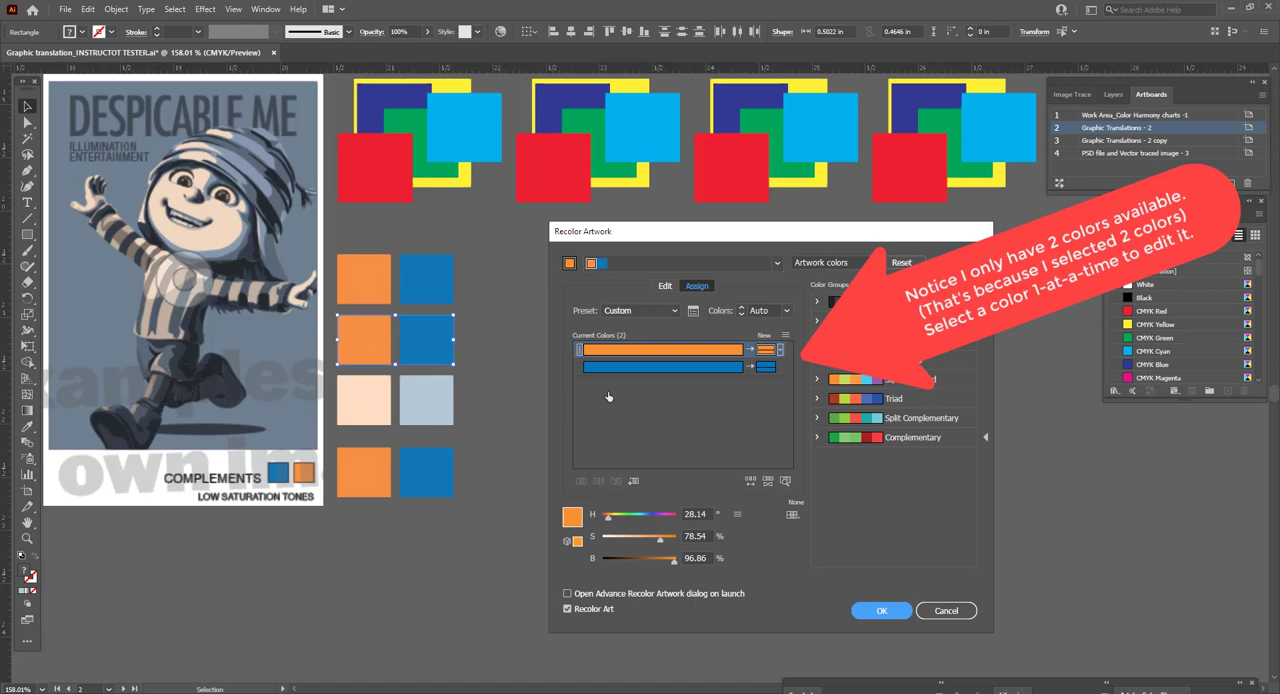 Ai File Edit Object Type Select Effect View Window Help Search Adobe Help
Rectangle Stroke: Basic Opacity: 100% Style: Shape: 0.5022 in 0.4646 in 0 in Transform
Graphic translation_INSTRUCTOT TESTER.ai* @ 158.01 % (CMYK/Preview) ×
DESPICABLE ME
ILLUMINATION
ENTERTAINMENT
COMPLEMENTS
LOW SATURATION TONES
own im
Image Trace Layers Artboards
1 Work Area_Color Harmony charts -1
2 Graphic Translations - 2
3 Graphic Translations - 2 copy
4 PSD file and Vector traced image - 3
White
Black
CMYK Red
CMYK Yellow
CMYK Green
CMYK Cyan
CMYK Blue
CMYK Magenta
Recolor Artwork
Artwork colors Reset
Edit Assign
Color Groups
Preset: Custom Colors: Auto
Current Colors (2) New
Triad
Split Complementary
Complementary
None
H 28.14 °
S 78.54 %
B 96.86 %
Open Advance Recolor Artwork dialog on launch
Recolor Art
OK Cancel
Notice I only have 2 colors available.
(That's because I selected 2 colors)
Select a color 1-at-a-time to edit it.
158.01% 2 Selection